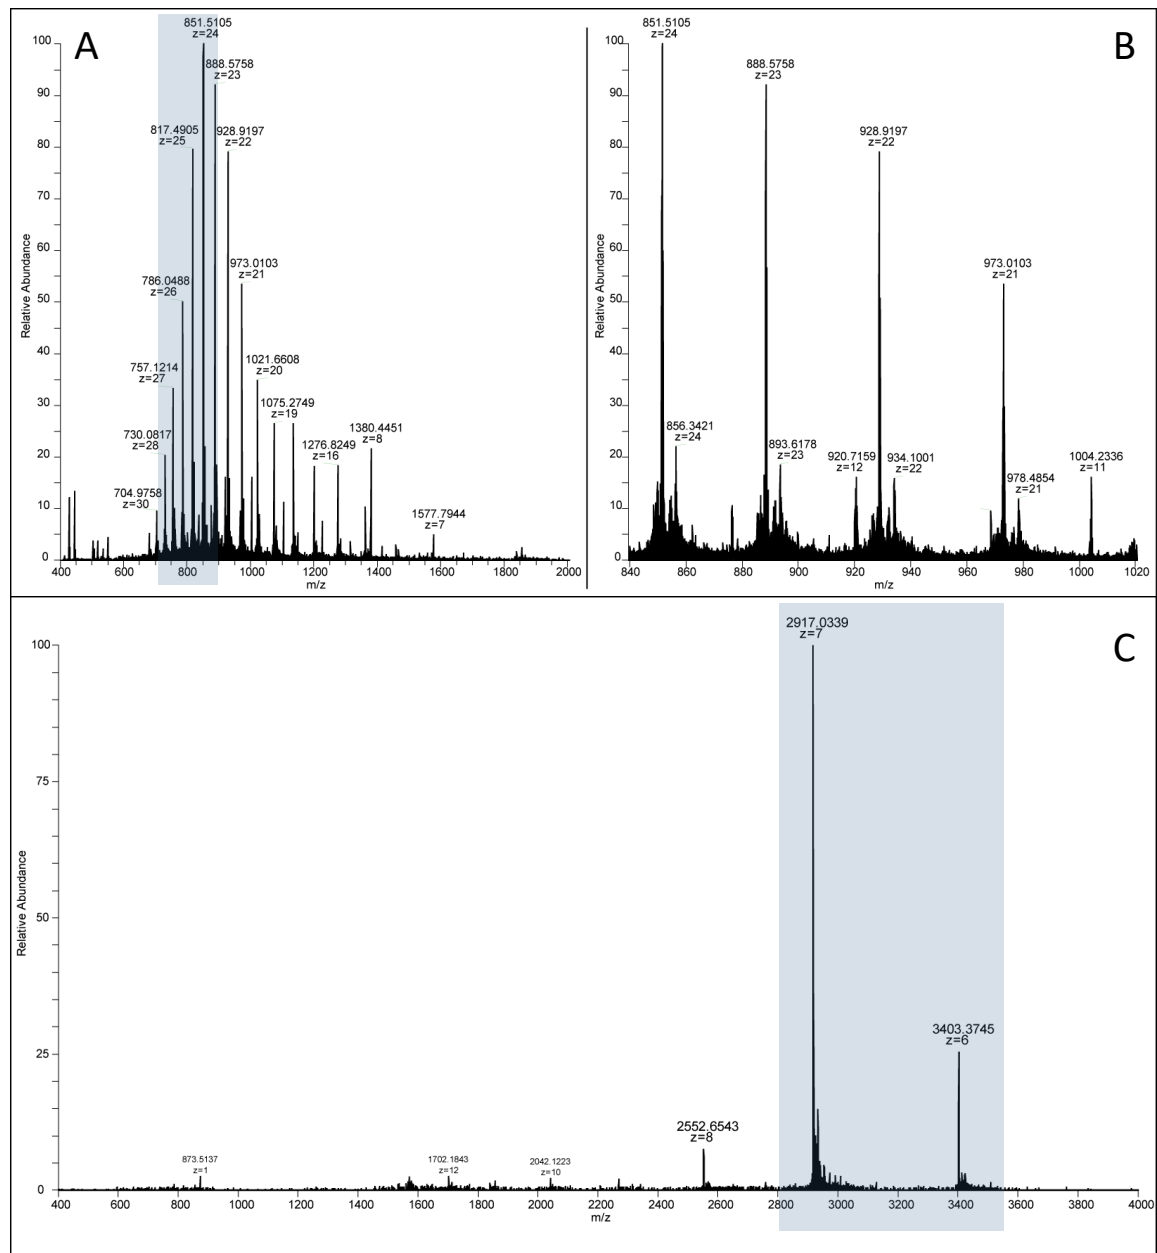 A
851.5105
z=24
888.5758
z=23
817.4905
z=25
928.9197
z=22
973.0103
z=21
786.0488
z=26
1021.6608
z=20
757.1214
z=27
1075.2749
z=19
1380.4451
z=8
730.0817
z=28
1276.8249
z=16
704.9758
z=30
1577.7944
z=7
100
90
80
70
60
50
40
30
20
10
0
Relative Abundance
400 600 800 1000 1200 1400 1600 1800 2000
m/z
B
851.5105
z=24
888.5758
z=23
928.9197
z=22
973.0103
z=21
856.3421
z=24
893.6178
z=23
920.7159
z=12
934.1001
z=22
978.4854
z=21
1004.2336
z=11
100
90
80
70
60
50
40
30
20
10
0
Relative Abundance
840 860 880 900 920 940 960 980 1000 1020
m/z
C
2917.0339
z=7
3403.3745
z=6
2552.6543
z=8
873.5137
z=1
1702.1843
z=12
2042.1223
z=10
100
75
50
25
0
Relative Abundance
400 600 800 1000 1200 1400 1600 1800 2000 2200 2400 2600 2800 3000 3200 3400 3600 3800 4000
m/z